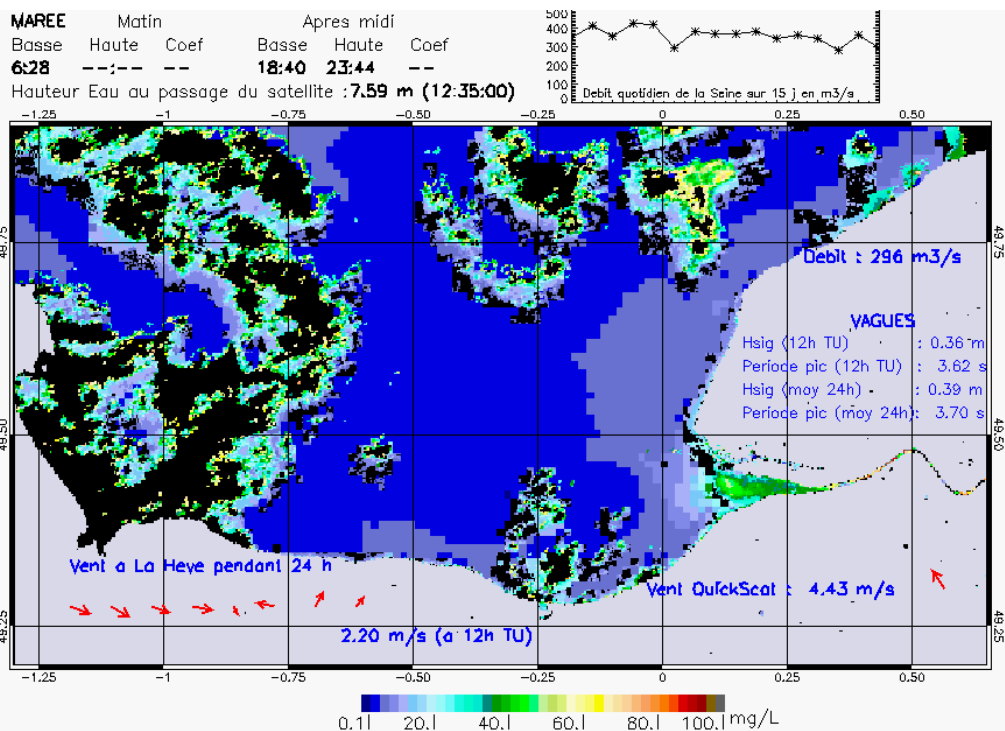 MAREE Matin Apres midi
Basse Haute Coef Basse Haute Coef
6:28 --:-- -- 18:40 23:44 --
Hauteur Eau au passage du satellite : 7.59 m (12:35:00)
500
400
300
200
100
0
Debit quotidien de la Seine sur 15 j en m3/s
-1.25 -1 -0.75 -0.50 -0.25 0 0.25 0.50
49.75 49.75
Debit : 296 m3/s
VAGUES
Hsig (12h TU) : 0.36 m
Periode pic (12h TU) : 3.62 s
Hsig (moy 24h) : 0.39 m
Periode pic (moy 24h): 3.70 s
49.50 49.50
Vent a La Heve pendant 24 h
Vent QuickScat : 4.43 m/s
2.20 m/s (a 12h TU)
49.25 49.25
-1.25 -1 -0.75 -0.50 -0.25 0 0.25 0.50
0.1 20. 40. 60. 80. 100. mg/L